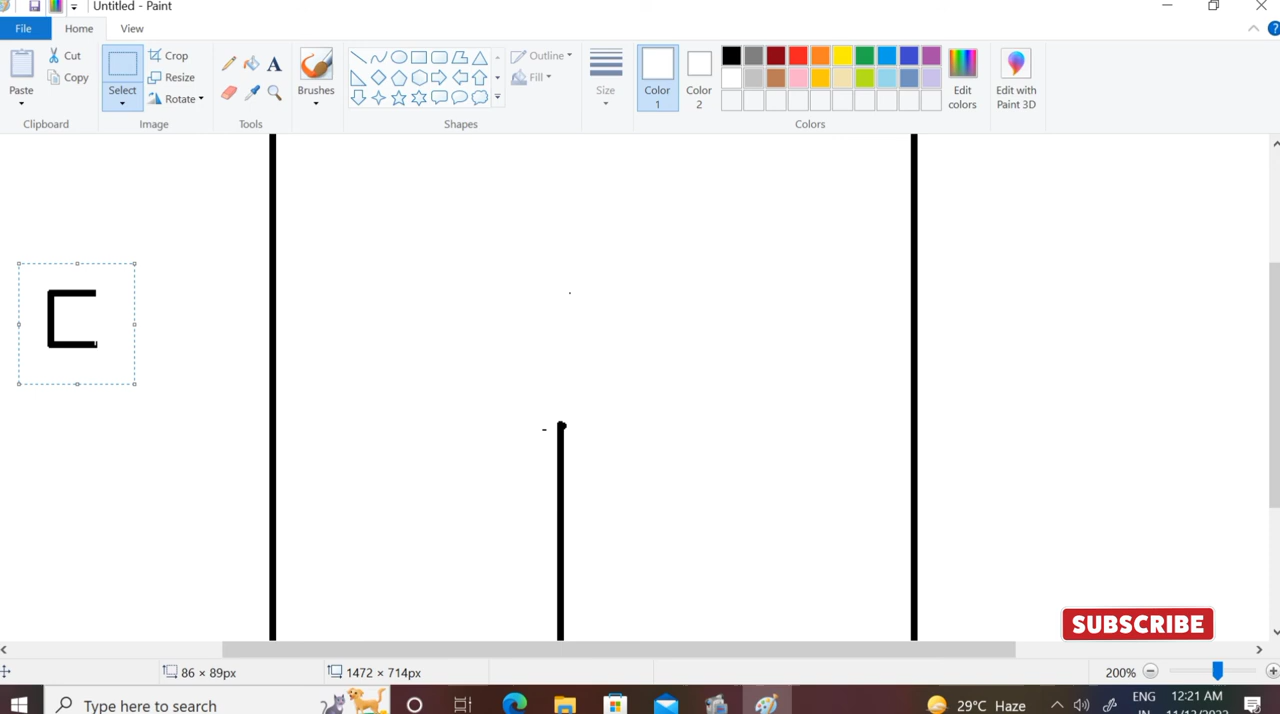 Untitled - Paint
File
Home
View
Paste
Cut
Copy
Clipboard
Select
Crop
Resize
Rotate
Image
A
Tools
Brushes
Outline
Fill
Shapes
Size
Color
1
Color
2
Colors
Edit
colors
Edit with
Paint 3D
SUBSCRIBE
86 × 89px
1472 × 714px
200%
Type here to search
29°C Haze
ENG
IN
12:21 AM